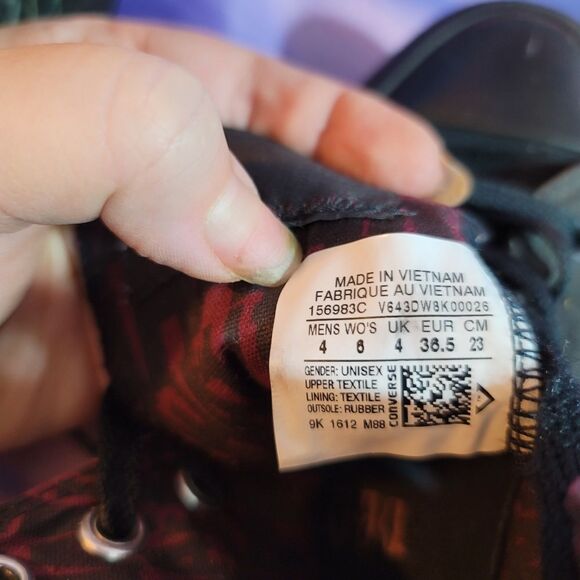 MADE IN VIETNAM
FABRIQUE AU VIETNAM
156983C V643DW9K00026
MENS WO'S UK EUR CM
4 6 4 36.5 23
GENDER: UNISEX
UPPER: TEXTILE
LINING: TEXTILE
OUTSOLE: RUBBER
CONVERSE
9K 1612 M88